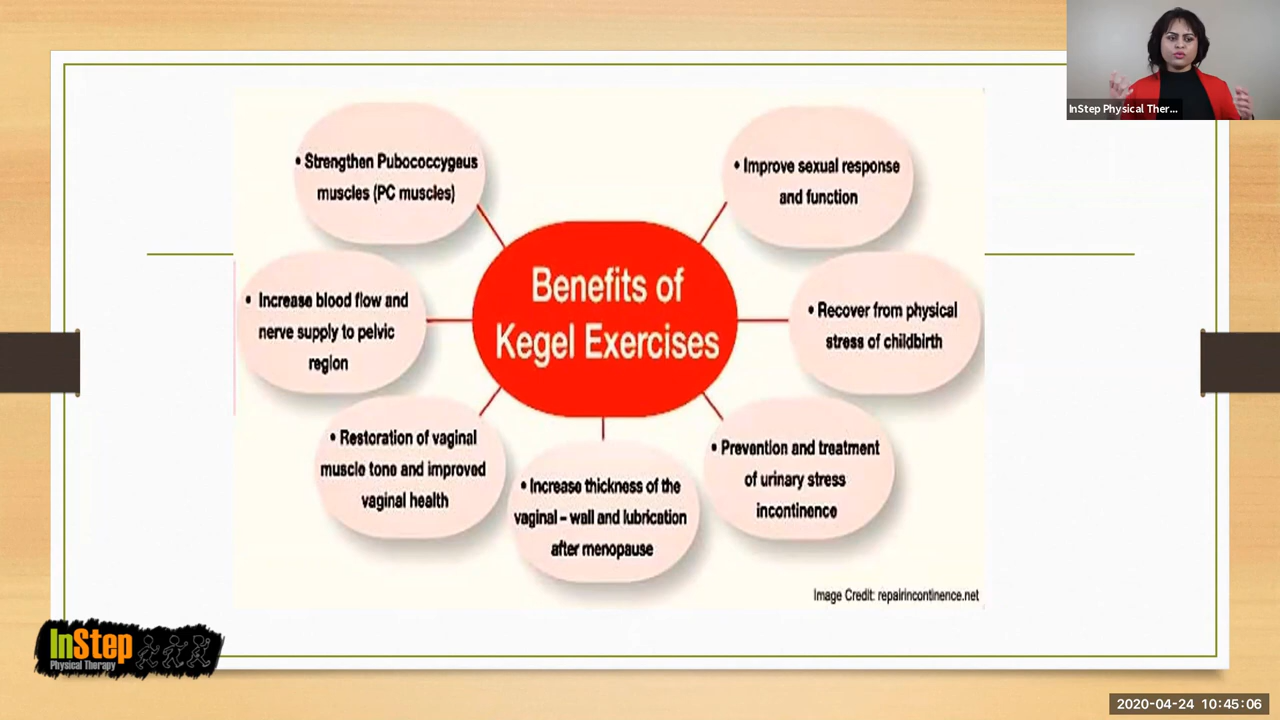 InStep Physical Ther...
• Strengthen Pubococcygeus
muscles (PC muscles)
• Improve sexual response
and function
Benefits of
Kegel Exercises
• Increase blood flow and
nerve supply to pelvic
region
• Recover from physical
stress of childbirth
• Restoration of vaginal
muscle tone and improved
vaginal health
• Increase thickness of the
vaginal – wall and lubrication
after menopause
• Prevention and treatment
of urinary stress
incontinence
Image Credit: repairincontinence.net
InStep
Physical Therapy
2020-04-24 10:45:06